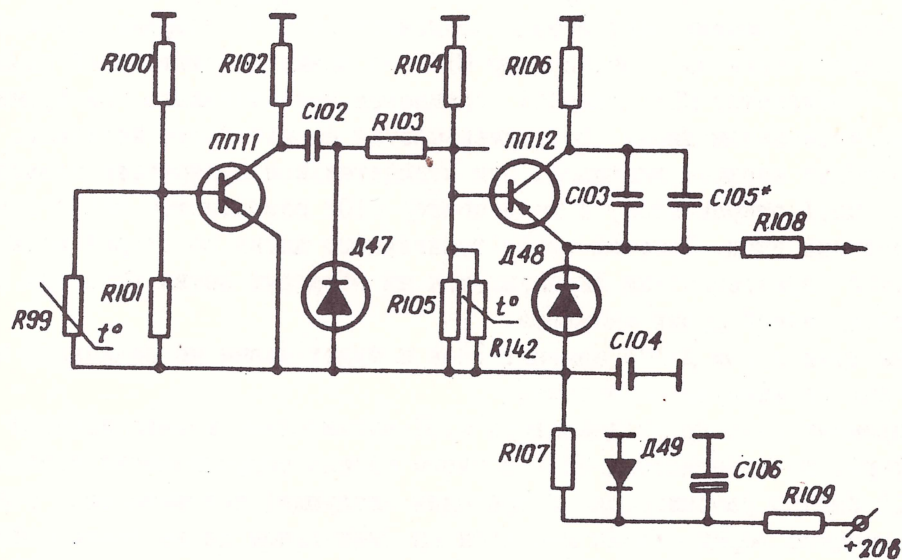 R100
R102
R104
R106
C102
R103
ПП11
ПП12
C103
C105*
R108
Д47
Д48
R99
t°
R101
R105
t°
R142
C104
R107
Д49
C106
R109
+20В